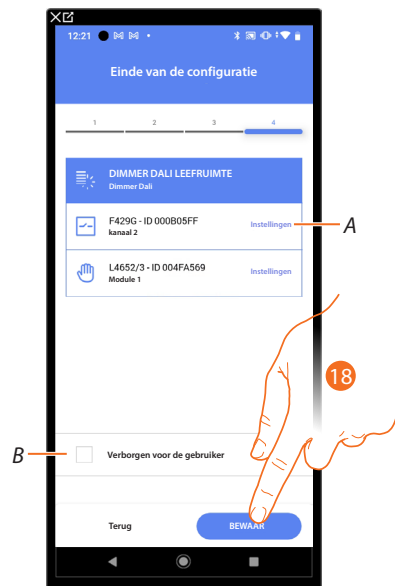 12:21
Einde van de configuratie
1 2 3 4
DIMMER DALI LEEFRUIMTE
Dimmer Dali
F429G - ID 000B05FF
kanaal 2
Instellingen
A
L4652/3 - ID 004FA569
Module 1
Instellingen
18
B
Verborgen voor de gebruiker
Terug
BEWAAR